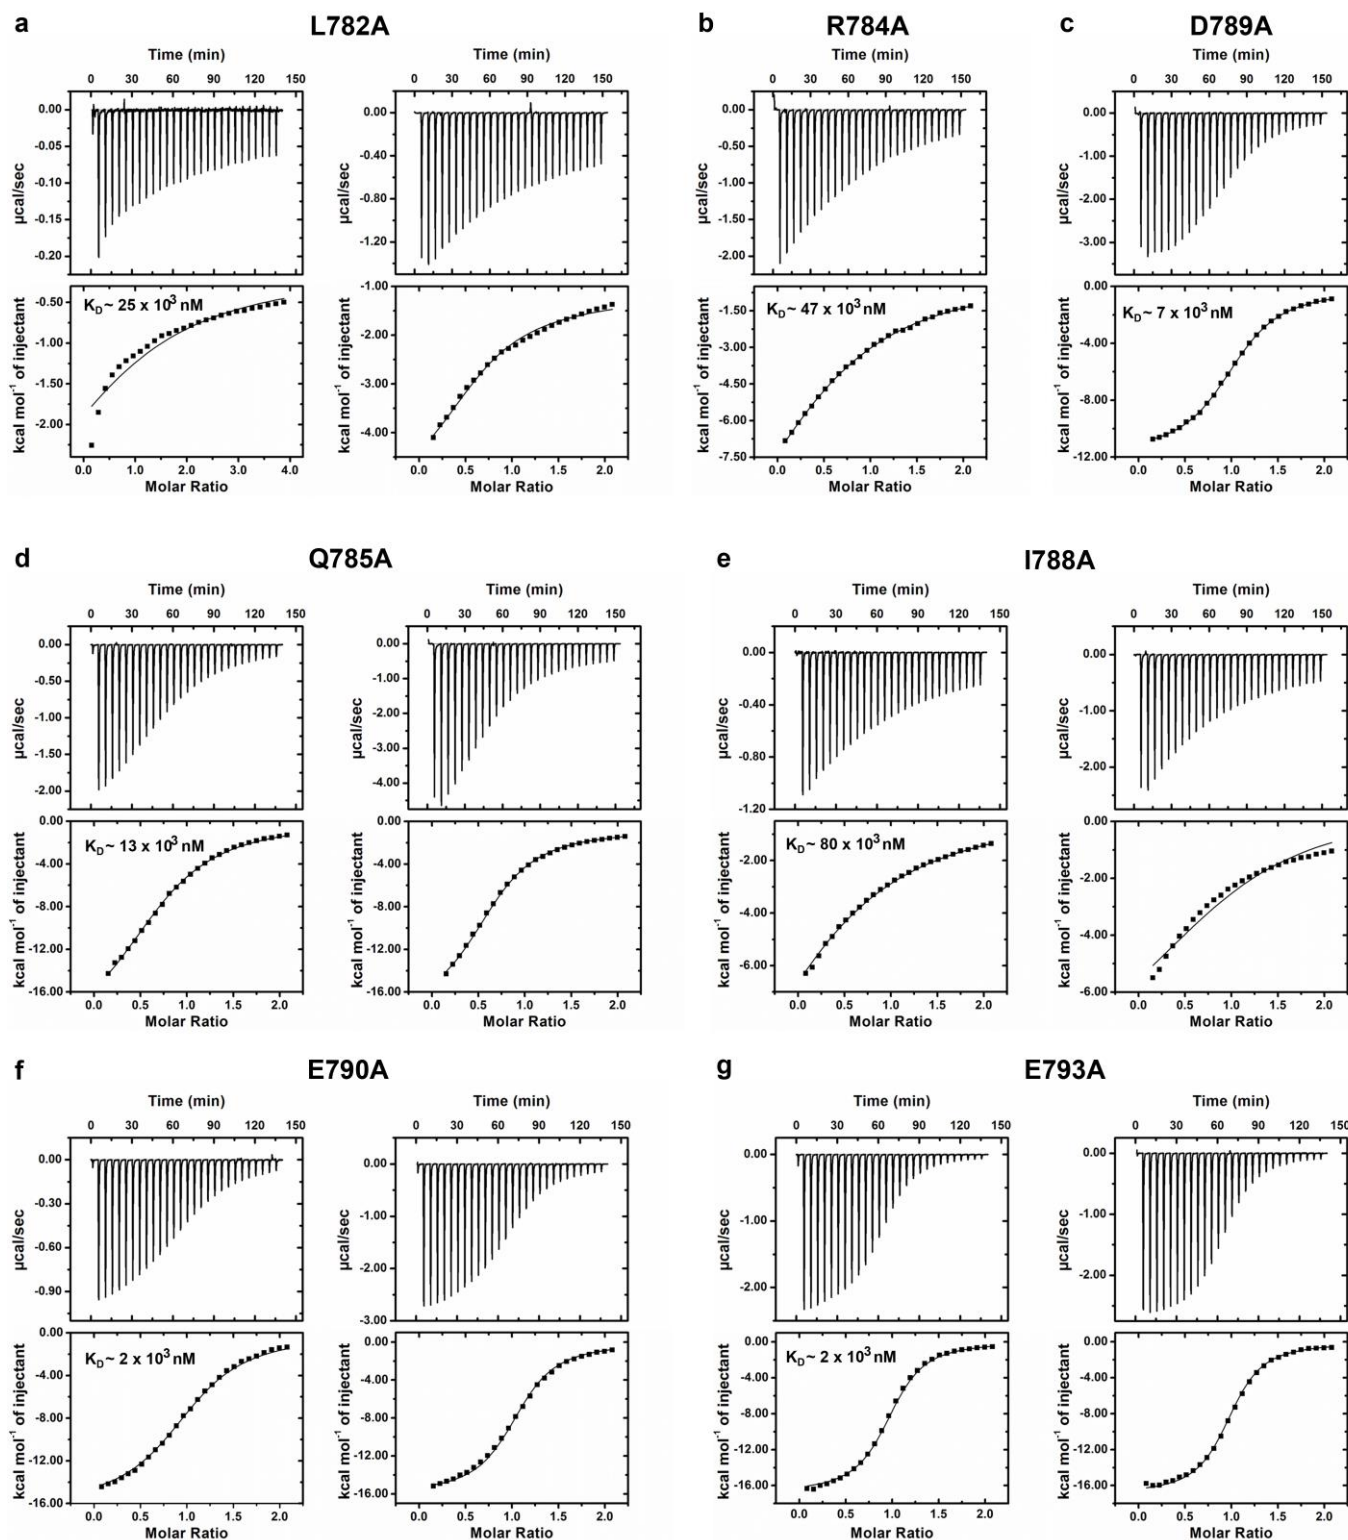 a L782A b R784A c D789A
Time (min) Time (min) Time (min)
0 30 60 90 120 150 0 30 60 90 120 150 0 30 60 90 120 150 0 30 60 90 120 150
0.00
-0.05
-0.10
-0.15
-0.20
µcal/sec
0.00
-0.40
-0.80
-1.20
µcal/sec
0.00
-0.50
-1.00
-1.50
-2.00
µcal/sec
0.00
-1.00
-2.00
-3.00
µcal/sec
K_D ~ 25 x 10³ nM
-0.50
-1.00
-1.50
-2.00
kcal mol⁻¹ of injectant
0.0 1.0 2.0 3.0 4.0
Molar Ratio
-1.00
-2.00
-3.00
-4.00
kcal mol⁻¹ of injectant
0.0 0.5 1.0 1.5 2.0
Molar Ratio
K_D ~ 47 x 10³ nM
-1.50
-3.00
-4.50
-6.00
-7.50
kcal mol⁻¹ of injectant
0.0 0.5 1.0 1.5 2.0
Molar Ratio
K_D ~ 7 x 10³ nM
0.00
-4.00
-8.00
-12.00
kcal mol⁻¹ of injectant
0.0 0.5 1.0 1.5 2.0
Molar Ratio
d Q785A e I788A
Time (min) Time (min) Time (min) Time (min)
0 30 60 90 120 150 0 30 60 90 120 150 0 30 60 90 120 150 0 30 60 90 120 150
0.00
-0.50
-1.00
-1.50
-2.00
µcal/sec
0.00
-1.00
-2.00
-3.00
-4.00
µcal/sec
0.00
-0.40
-0.80
-1.20
µcal/sec
0.00
-1.00
-2.00
µcal/sec
K_D ~ 13 x 10³ nM
0.00
-4.00
-8.00
-12.00
-16.00
kcal mol⁻¹ of injectant
0.0 0.5 1.0 1.5 2.0
Molar Ratio
0.00
-4.00
-8.00
-12.00
-16.00
kcal mol⁻¹ of injectant
0.0 0.5 1.0 1.5 2.0
Molar Ratio
K_D ~ 80 x 10³ nM
-2.00
-4.00
-6.00
kcal mol⁻¹ of injectant
0.0 0.5 1.0 1.5 2.0
Molar Ratio
0.00
-2.00
-4.00
-6.00
kcal mol⁻¹ of injectant
0.0 0.5 1.0 1.5 2.0
Molar Ratio
f E790A g E793A
Time (min) Time (min) Time (min) Time (min)
0 30 60 90 120 150 0 30 60 90 120 150 0 30 60 90 120 150 0 30 60 90 120 150
0.00
-0.30
-0.60
-0.90
µcal/sec
0.00
-1.00
-2.00
-3.00
µcal/sec
0.00
-1.00
-2.00
µcal/sec
0.00
-1.00
-2.00
µcal/sec
K_D ~ 2 x 10³ nM
0.00
-4.00
-8.00
-12.00
-16.00
kcal mol⁻¹ of injectant
0.0 0.5 1.0 1.5 2.0
Molar Ratio
0.00
-4.00
-8.00
-12.00
-16.00
kcal mol⁻¹ of injectant
0.0 0.5 1.0 1.5 2.0
Molar Ratio
K_D ~ 2 x 10³ nM
0.00
-4.00
-8.00
-12.00
-16.00
kcal mol⁻¹ of injectant
0.0 0.5 1.0 1.5 2.0
Molar Ratio
0.00
-4.00
-8.00
-12.00
-16.00
kcal mol⁻¹ of injectant
0.0 0.5 1.0 1.5 2.0
Molar Ratio